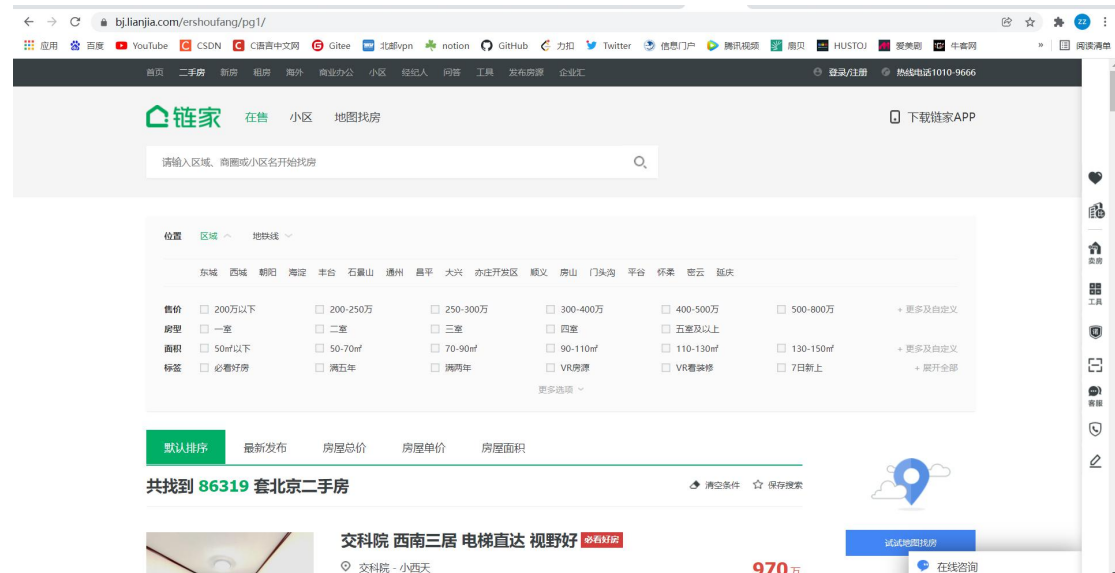 bj.lianjia.com/ershoufang/pg1/
ZZ
应用 百度 YouTube CSDN C语言中文网 Gitee 北邮vpn notion GitHub 力扣 Twitter 信息门户 腾讯视频 扇贝 HUSTOJ 爱美剧 牛客网 » 阅读清单
首页 二手房 新房 租房 海外 商业办公 小区 经纪人 问答 工具 发布房源 企业汇 登录/注册 热线电话1010-9666
链家 在售 小区 地图找房 下载链家APP
请输入区域、商圈或小区名开始找房
位置 区域 地铁线
卖房
东城 西城 朝阳 海淀 丰台 石景山 通州 昌平 大兴 亦庄开发区 顺义 房山 门头沟 平谷 怀柔 密云 延庆
工具
售价 200万以下 200-250万 250-300万 300-400万 400-500万 500-800万 + 更多及自定义
房型 一室 二室 三室 四室 五室及以上
面积 50㎡以下 50-70㎡ 70-90㎡ 90-110㎡ 110-130㎡ 130-150㎡ + 更多及自定义
标签 必看好房 满五年 满两年 VR房源 VR看装修 7日新上 + 展开全部
更多选项
客服
默认排序 最新发布 房屋总价 房屋单价 房屋面积
共找到 86319 套北京二手房 清空条件 保存搜索
交科院 西南三居 电梯直达 视野好 必看好房
试试地图找房
交科院 - 小西天
970万
在线咨询